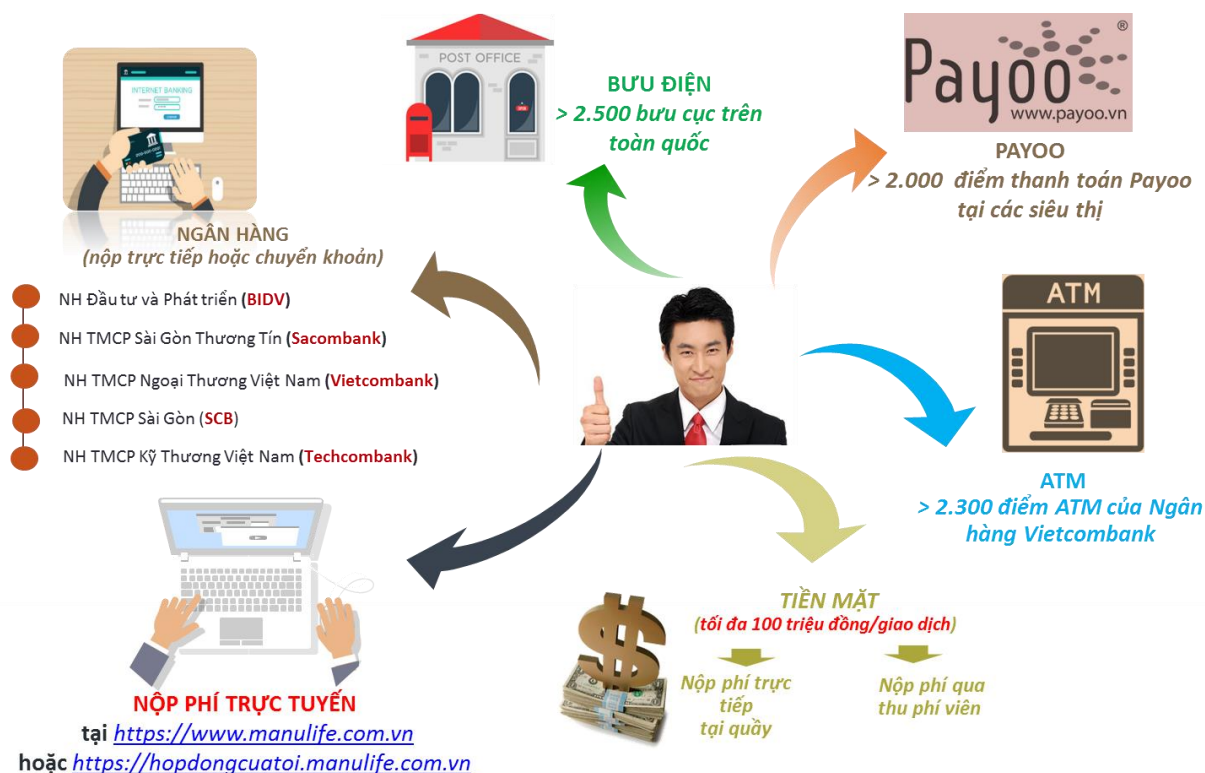 INTERNET BANKING
NGÂN HÀNG
(nộp trực tiếp hoặc chuyển khoản)
NH Đầu tư và Phát triển (BIDV)
NH TMCP Sài Gòn Thương Tín (Sacombank)
NH TMCP Ngoại Thương Việt Nam (Vietcombank)
NH TMCP Sài Gòn (SCB)
NH TMCP Kỹ Thương Việt Nam (Techcombank)
POST OFFICE
BƯU ĐIỆN
> 2.500 bưu cục trên
toàn quốc
Payoo®
www.payoo.vn
PAYOO
> 2.000 điểm thanh toán Payoo
tại các siêu thị
ATM
ATM
> 2.300 điểm ATM của Ngân
hàng Vietcombank
TIỀN MẶT
(tối đa 100 triệu đồng/giao dịch)
Nộp phí trực
tiếp
tại quầy
Nộp phí qua
thu phí viên
NỘP PHÍ TRỰC TUYẾN
tại https://www.manulife.com.vn
hoặc https://hopdongcuatoi.manulife.com.vn